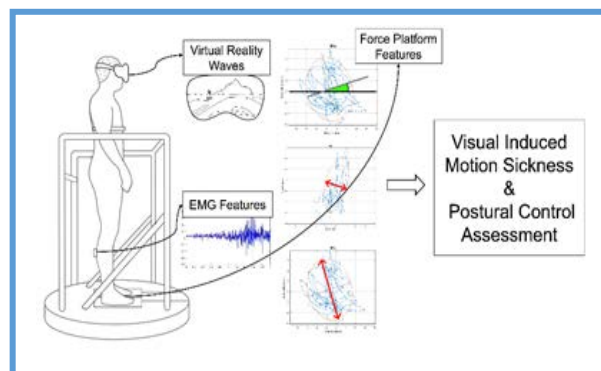 Virtual Reality
Waves
Force Platform
Features
EMG Features
Visual Induced
Motion Sickness
&
Postural Control
Assessment